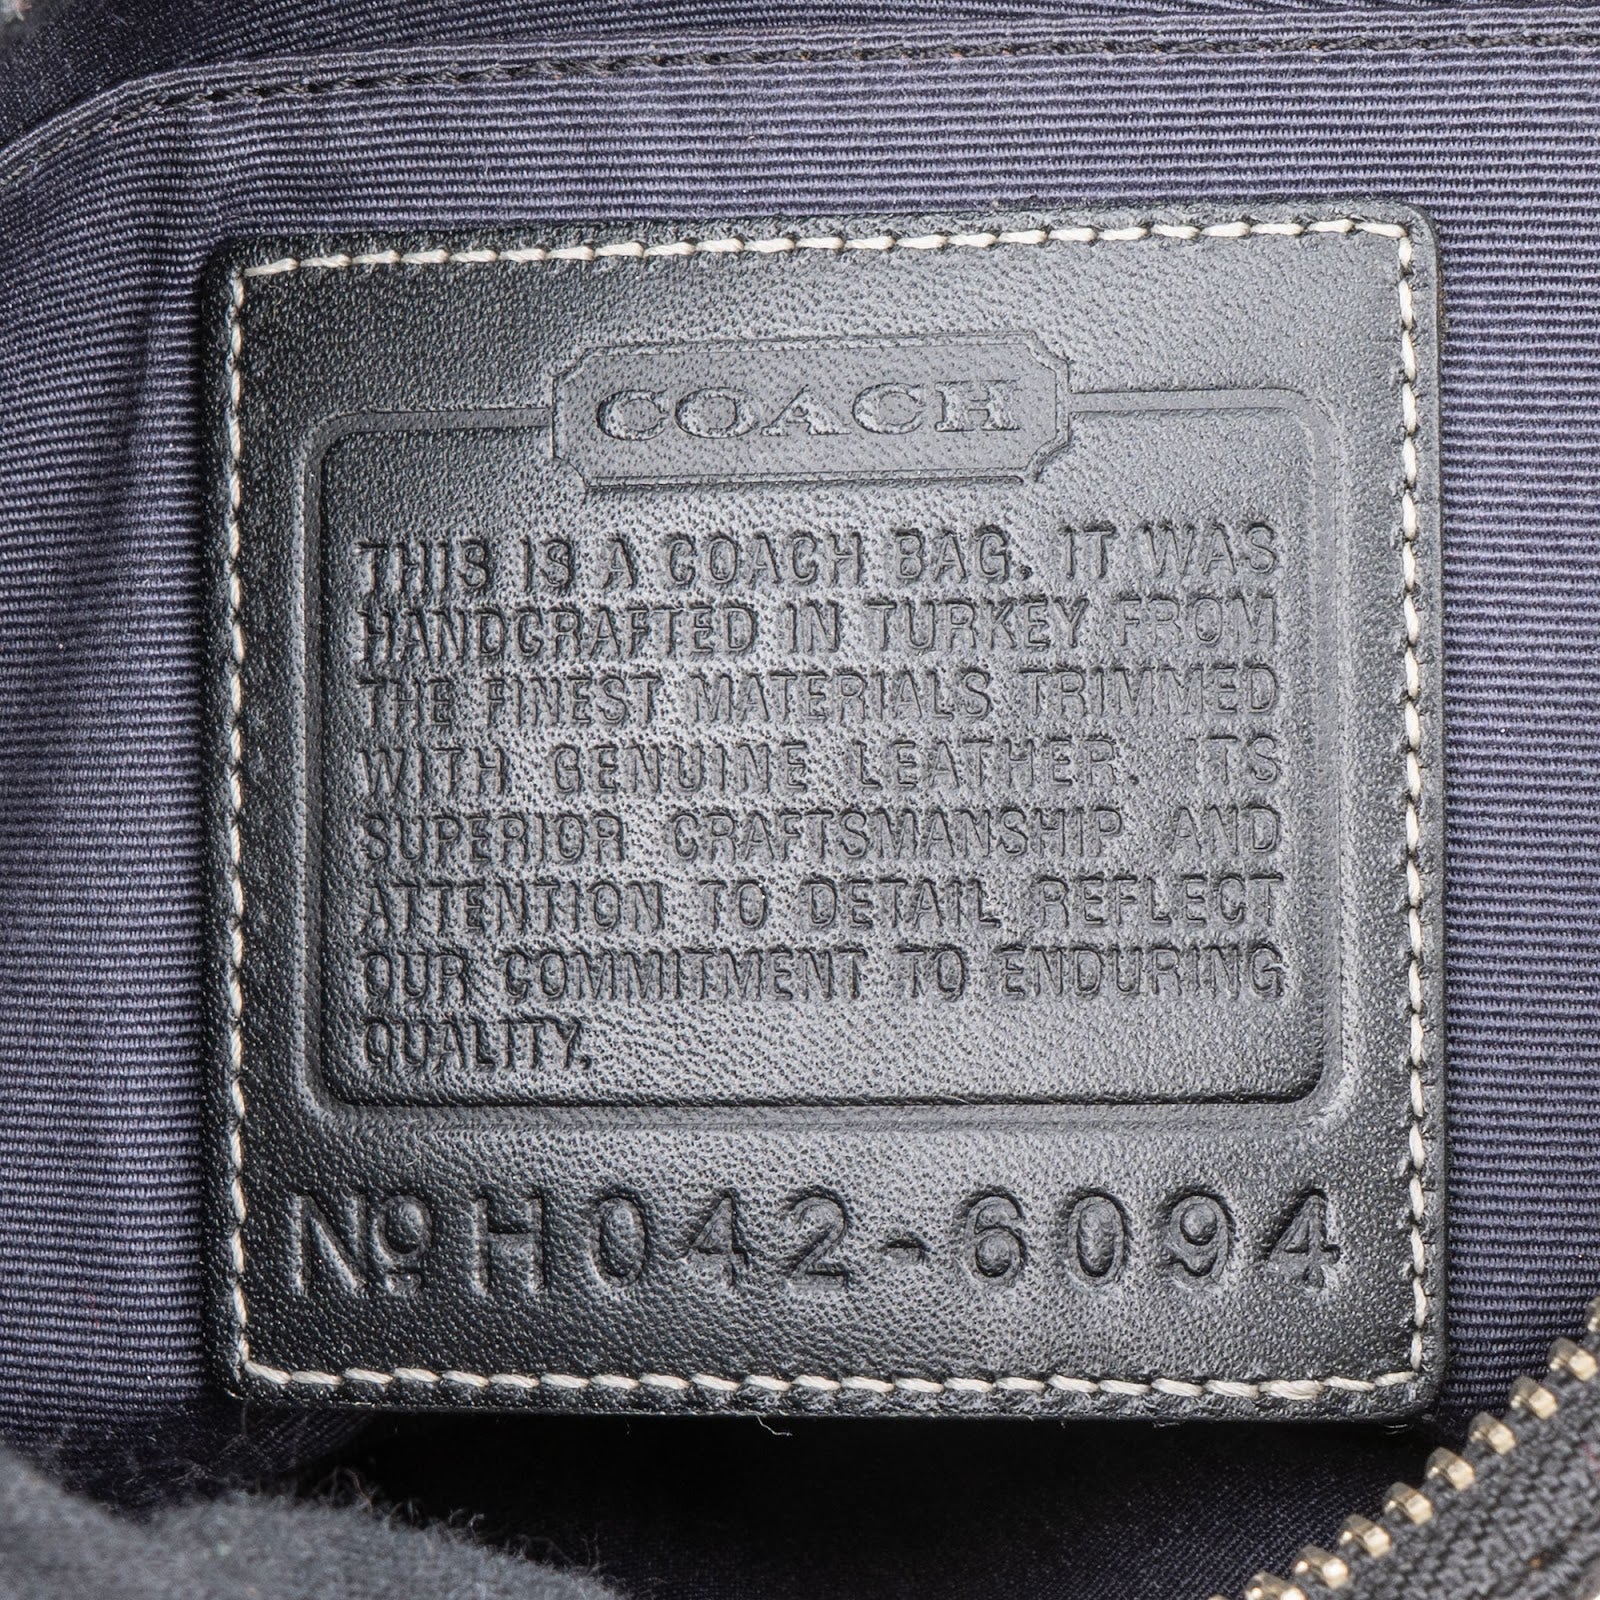 COACH
THIS IS A COACH BAG. IT WAS
HANDCRAFTED IN TURKEY FROM
THE FINEST MATERIALS TRIMMED
WITH GENUINE LEATHER. ITS
SUPERIOR CRAFTSMANSHIP AND
ATTENTION TO DETAIL REFLECT
OUR COMMITMENT TO ENDURING
QUALITY.
Nº H042-6094